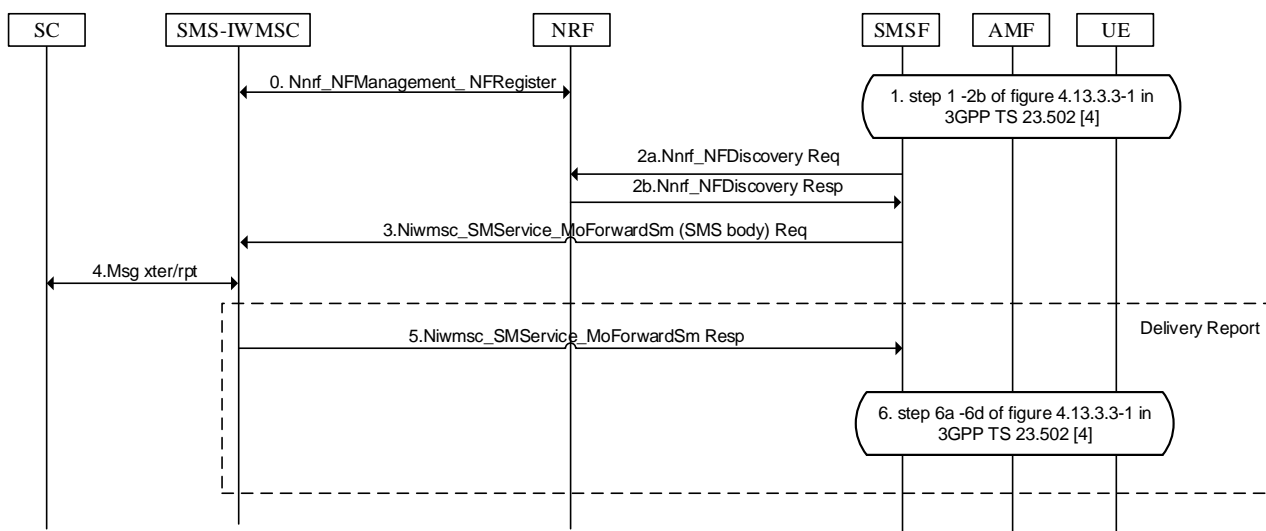 SC
SMS-IWMSC
NRF
SMSF
AMF
UE
0. Nnrf_NFManagement_ NFRegister
1. step 1 -2b of figure 4.13.3.3-1 in
3GPP TS 23.502 [4]
2a.Nnrf_NFDiscovery Req
2b.Nnrf_NFDiscovery Resp
3.Niwmsc_SMService_MoForwardSm (SMS body) Req
4.Msg xter/rpt
Delivery Report
5.Niwmsc_SMService_MoForwardSm Resp
6. step 6a -6d of figure 4.13.3.3-1 in
3GPP TS 23.502 [4]